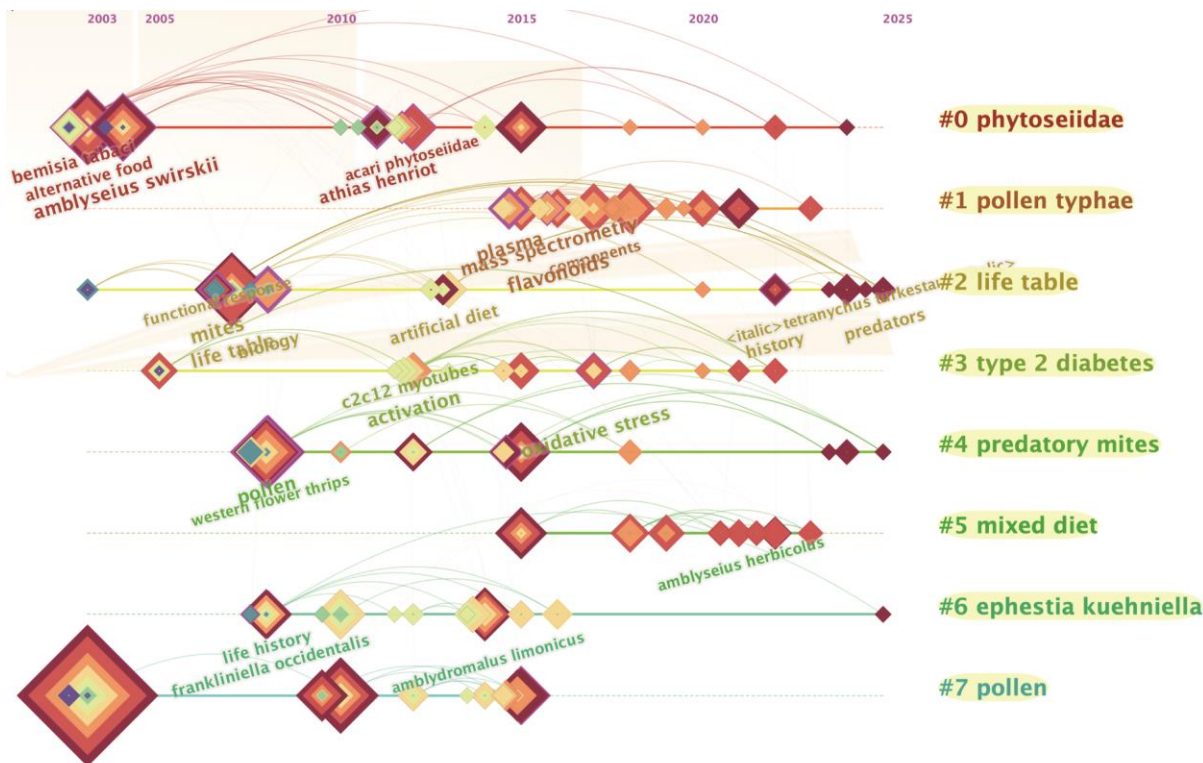 2003 2005 2010 2015 2020 2025
#0 phytoseiidae
bemisia tabaci
alternative food
amblyseius swirskii
acari phytoseiidae
athias henriot
#1 pollen typhae
plasma
mass spectrometry
components
flavonoids
#2 life table
functional response
mites
life table
biology
artificial diet
<italic>tetranychus turkestan
alic>
history
predators
#3 type 2 diabetes
c2c12 myotubes
activation
#4 predatory mites
oxidative stress
pollen
western flower thrips
#5 mixed diet
amblyseius herbicolus
#6 ephestia kuehniella
life history
frankliniella occidentalis
amblydromalus limonicus
#7 pollen